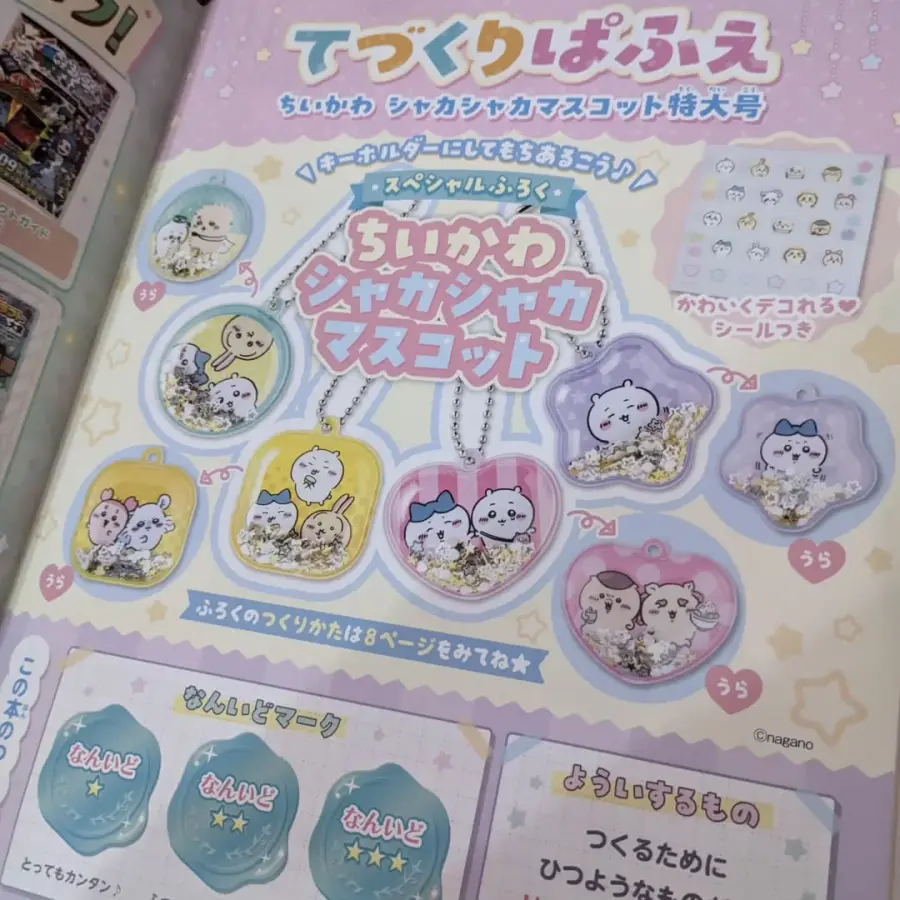 てづくりぱふぇ
ちいかわ シャカシャカマスコット特大号
キーホルダーにしてもちあるこう♪
スペシャルふろく
ちいかわ
シャカシャカ
マスコット
かわいくデコれる♥
シールつき
うら
うら
うら
うら
ふろくのつくりかたは8ページをみてね★
©nagano
この本の
なんいどマーク
なんいど
★
なんいど
★★
なんいど
★★★
とってもカンタン♪
よういするもの
つくるために
ひつようなもの